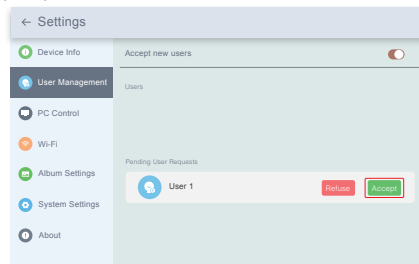 ← Settings
Device Info
User Management
PC Control
Wi-Fi
Album Settings
System Settings
About
Accept new users
Users
Pending User Requests
User 1
Refuse
Accept